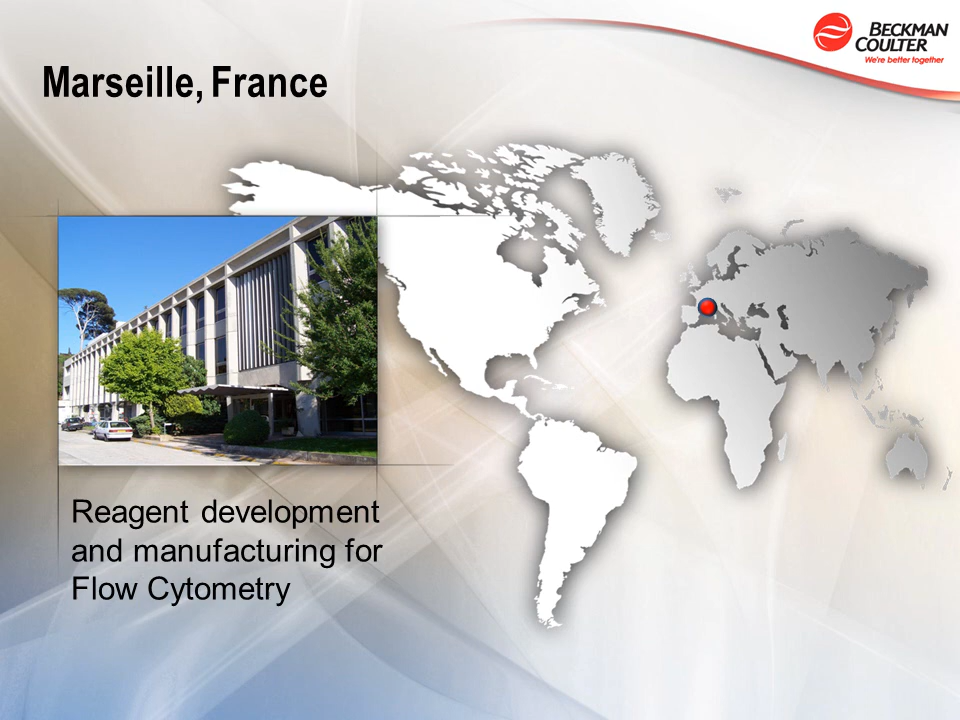 BECKMAN
COULTER
We're better together
Marseille, France
Reagent development
and manufacturing for
Flow Cytometry